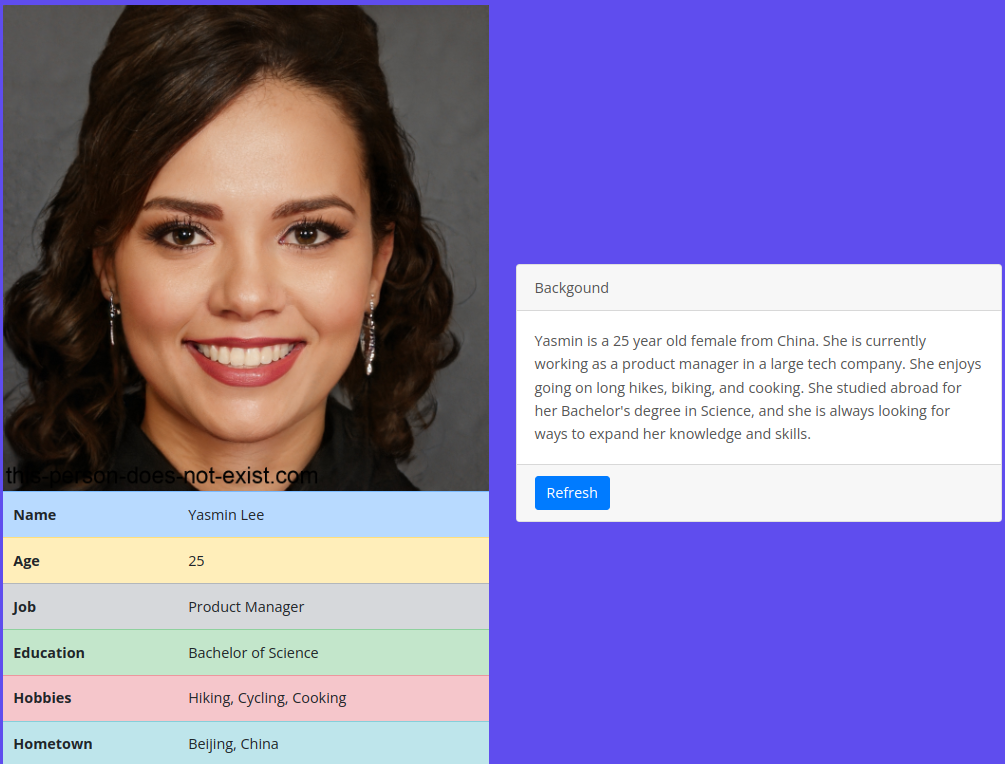 this-person-does-not-exist.com
Name Yasmin Lee
Age 25
Job Product Manager
Education Bachelor of Science
Hobbies Hiking, Cycling, Cooking
Hometown Beijing, China
Backgound
Yasmin is a 25 year old female from China. She is currently
working as a product manager in a large tech company. She enjoys
going on long hikes, biking, and cooking. She studied abroad for
her Bachelor's degree in Science, and she is always looking for
ways to expand her knowledge and skills.
Refresh